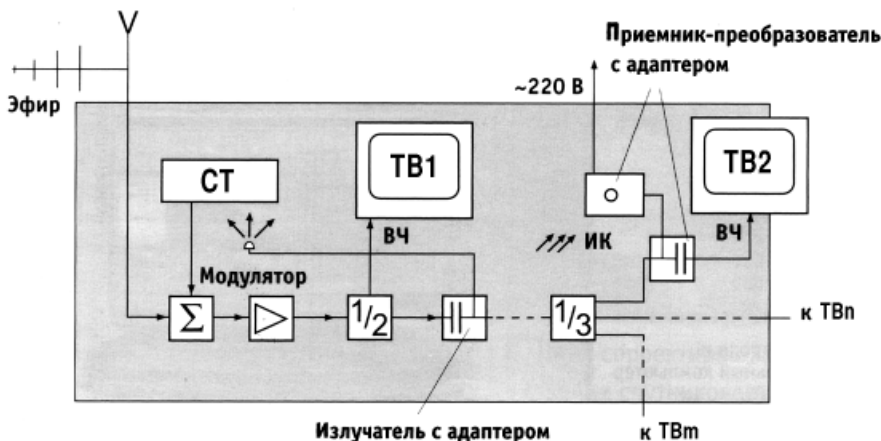 V
Приемник-преобразователь
с адаптером
Эфир
~220 В
СТ
ТВ1
ТВ2
ВЧ
ИК
ВЧ
Модулятор
Σ
1/2
1/3
к ТВn
Излучатель с адаптером
к ТВm